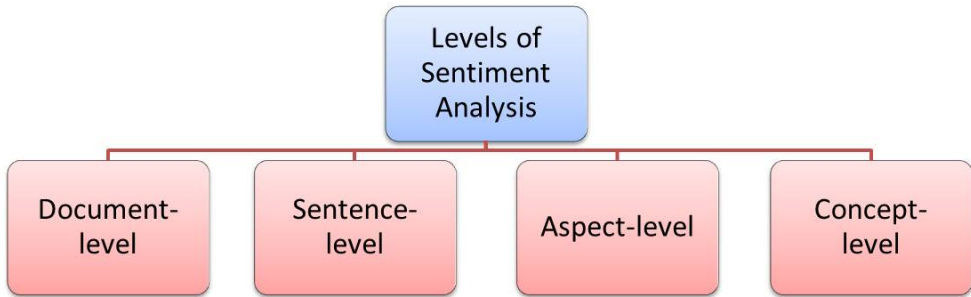 Levels of
Sentiment
Analysis
Document-
level
Sentence-
level
Aspect-level
Concept-
level